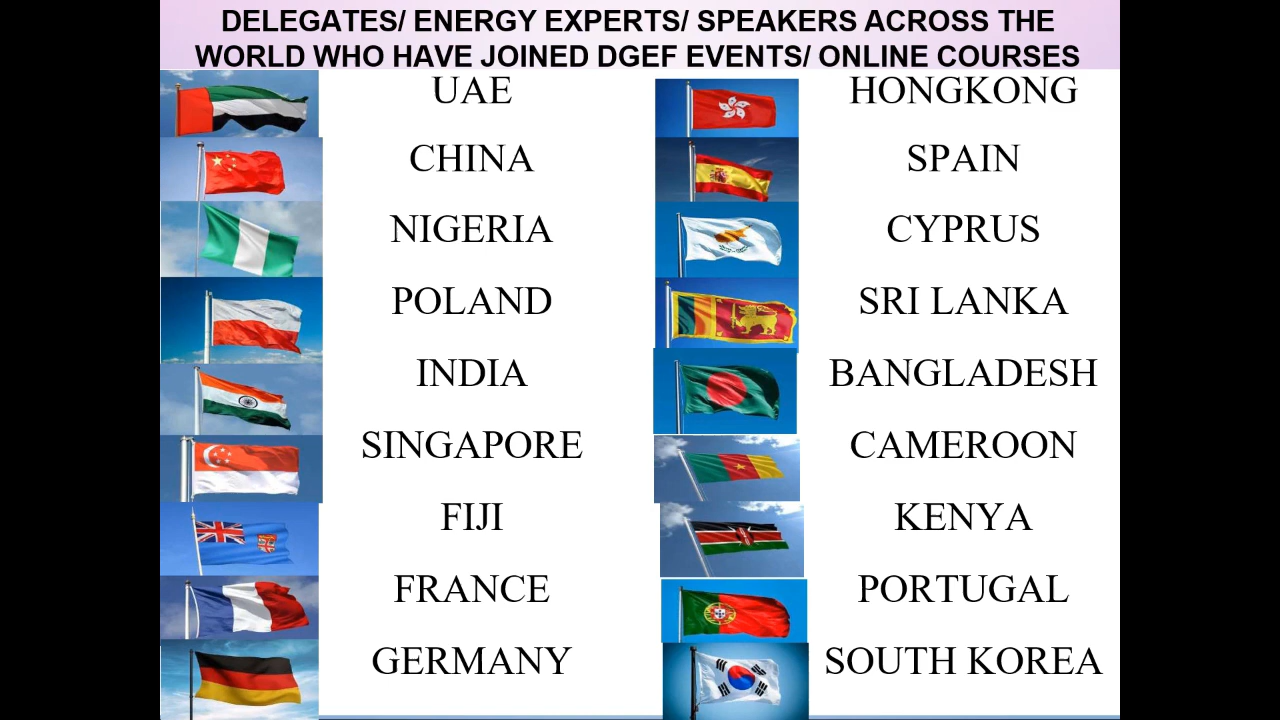 DELEGATES/ ENERGY EXPERTS/ SPEAKERS ACROSS THE
WORLD WHO HAVE JOINED DGEF EVENTS/ ONLINE COURSES
UAE
CHINA
NIGERIA
POLAND
INDIA
SINGAPORE
FIJI
FRANCE
GERMANY
HONGKONG
SPAIN
CYPRUS
SRI LANKA
BANGLADESH
CAMEROON
KENYA
PORTUGAL
SOUTH KOREA